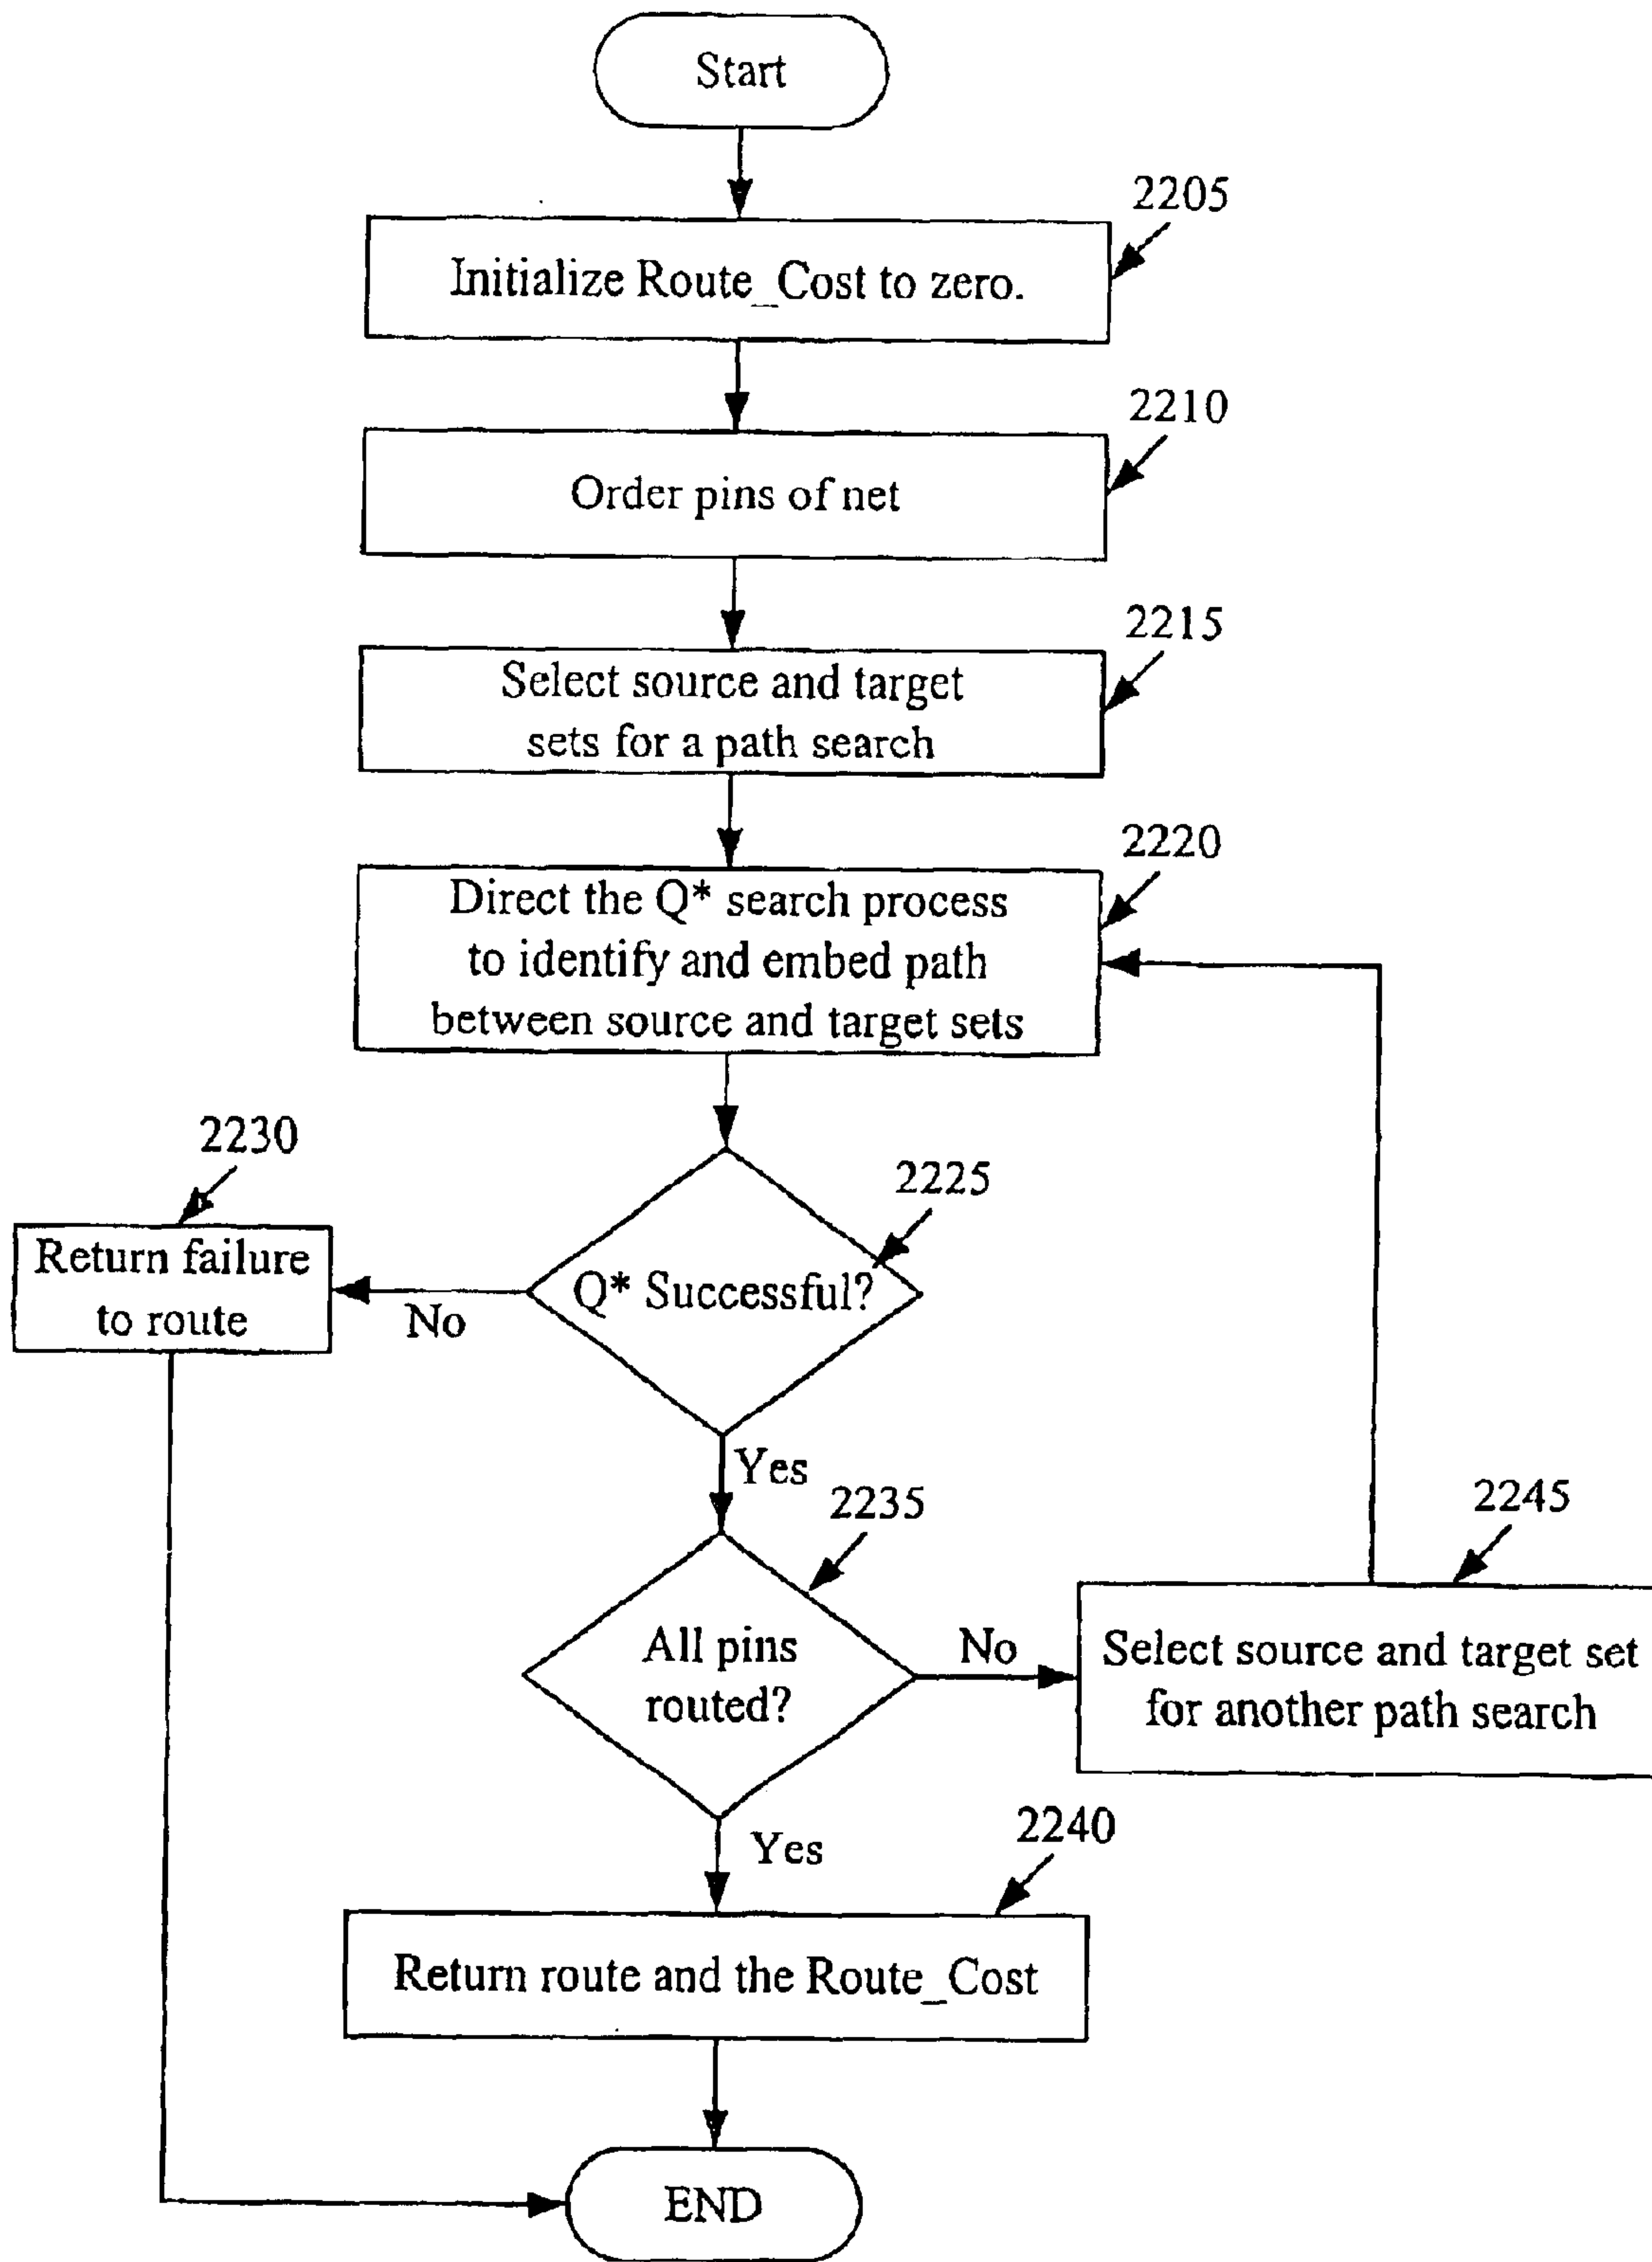 Start
2205
Initialize Route_Cost to zero.
2210
Order pins of net
2215
Select source and target
sets for a path search
2220
Direct the Q* search process
to identify and embed path
between source and target sets
2230
Return failure
to route
No
2225
Q* Successful?
Yes
2235
All pins
routed?
No
2245
Select source and target set
for another path search
Yes
2240
Return route and the Route_Cost
END